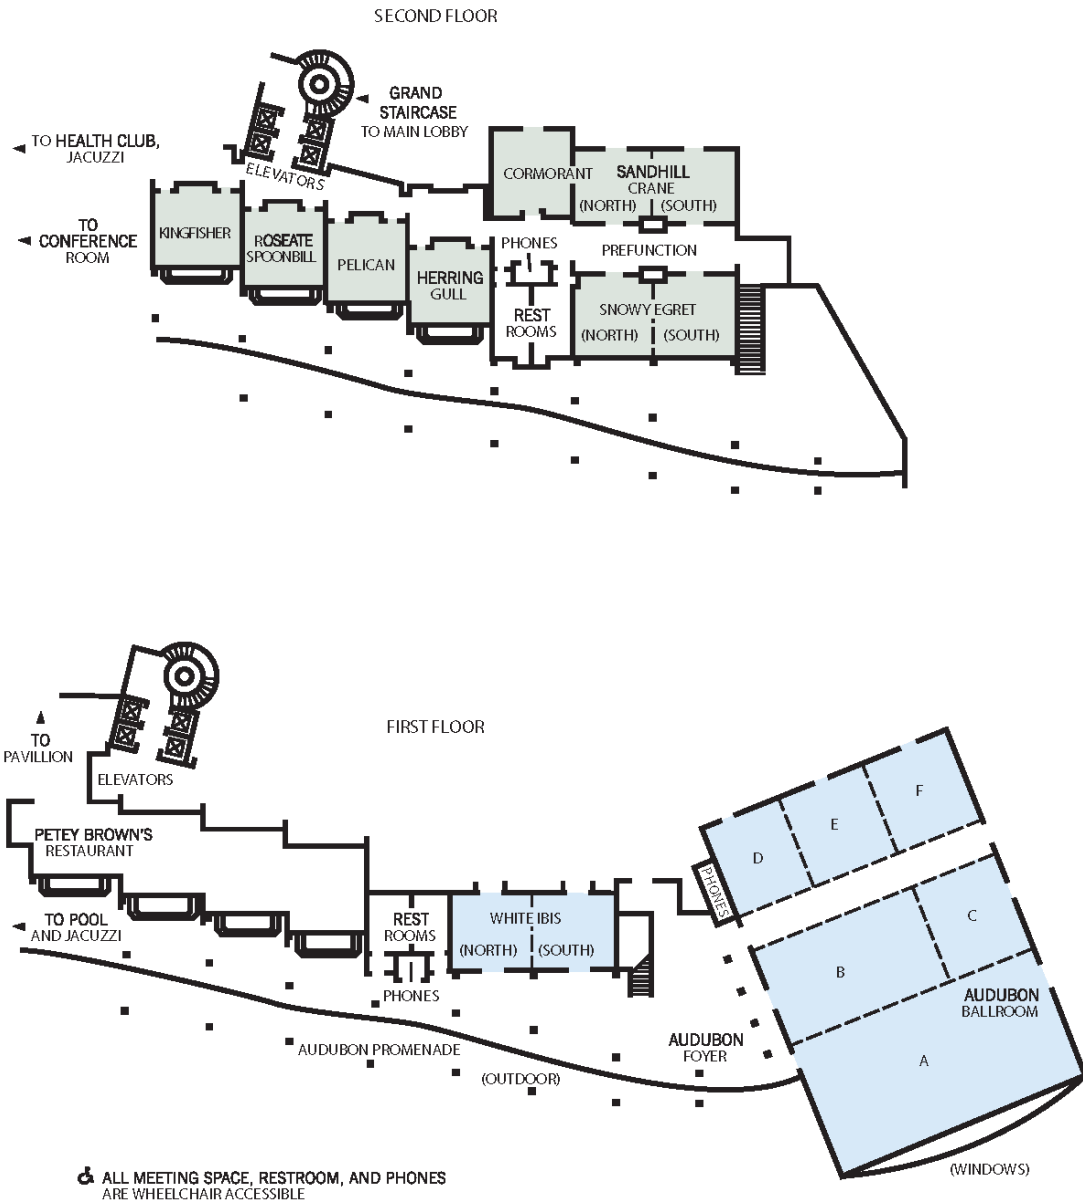 SECOND FLOOR
GRAND
STAIRCASE
TO MAIN LOBBY
TO HEALTH CLUB,
JACUZZI
ELEVATORS
CORMORANT
SANDHILL
CRANE
(NORTH) (SOUTH)
TO
CONFERENCE
ROOM
KINGFISHER
ROSEATE
SPOONBILL
PELICAN
HERRING
GULL
PHONES
PREFUNCTION
REST
ROOMS
SNOWY EGRET
(NORTH) (SOUTH)
FIRST FLOOR
TO
PAVILLION
ELEVATORS
PETEY BROWN'S
RESTAURANT
TO POOL
AND JACUZZI
REST
ROOMS
PHONES
WHITE IBIS
(NORTH) (SOUTH)
PHONES
D
E
F
B
C
A
AUDUBON
BALLROOM
AUDUBON
FOYER
AUDUBON PROMENADE
(OUTDOOR)
(WINDOWS)
ALL MEETING SPACE, RESTROOM, AND PHONES
ARE WHEELCHAIR ACCESSIBLE